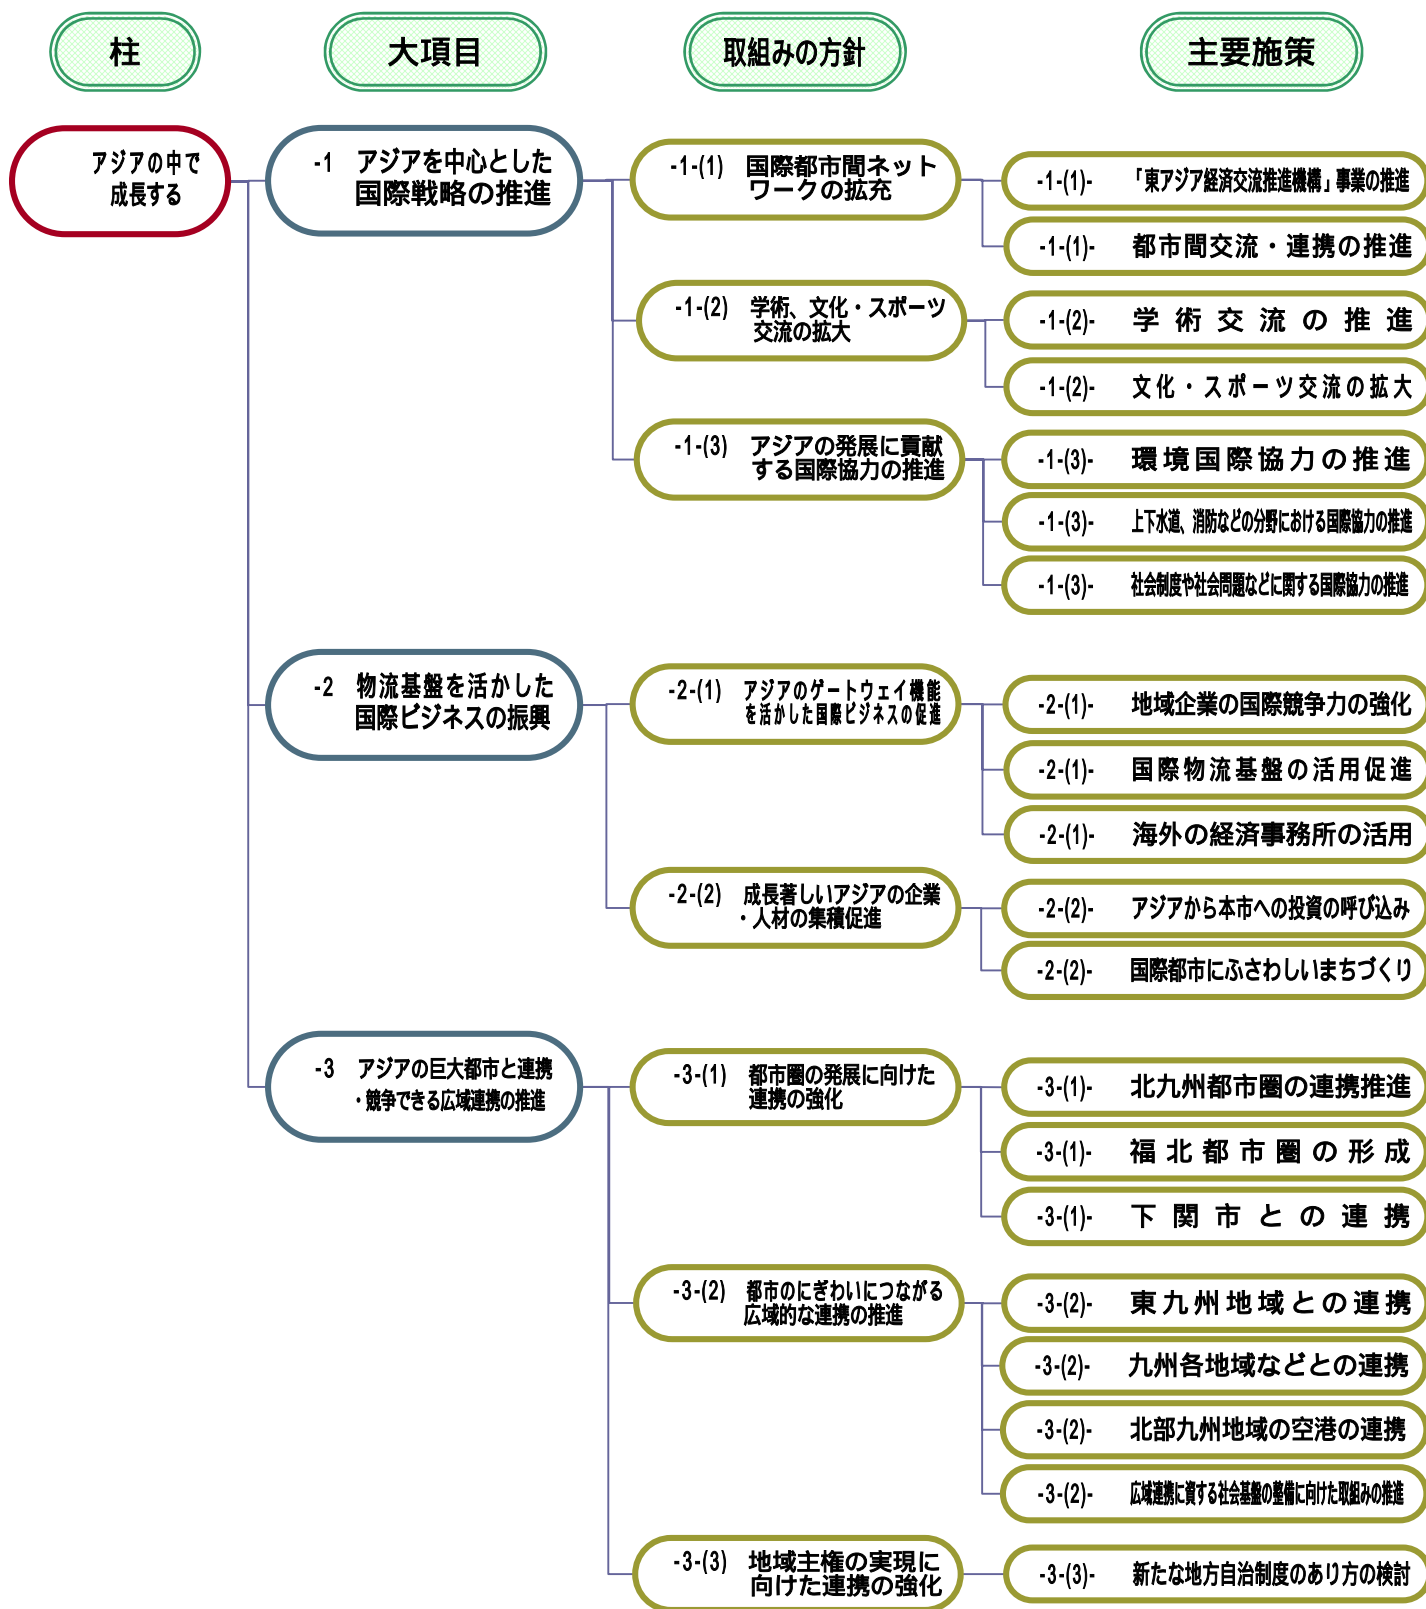 柱
大項目
取組みの方針
主要施策
アジアの中で
成長する
-1 アジアを中心とした
国際戦略の推進
-1-(1) 国際都市間ネット
ワークの拡充
-1-(1)- 「東アジア経済交流推進機構」事業の推進
-1-(1)- 都市間交流・連携の推進
-1-(2) 学術、文化・スポーツ
交流の拡大
-1-(2)- 学術交流の推進
-1-(2)- 文化・スポーツ交流の拡大
-1-(3) アジアの発展に貢献
する国際協力の推進
-1-(3)- 環境国際協力の推進
-1-(3)- 上下水道、消防などの分野における国際協力の推進
-1-(3)- 社会制度や社会問題などに関する国際協力の推進
-2 物流基盤を活かした
国際ビジネスの振興
-2-(1) アジアのゲートウェイ機能
を活かした国際ビジネスの促進
-2-(1)- 地域企業の国際競争力の強化
-2-(1)- 国際物流基盤の活用促進
-2-(1)- 海外の経済事務所の活用
-2-(2) 成長著しいアジアの企業
・人材の集積促進
-2-(2)- アジアから本市への投資の呼び込み
-2-(2)- 国際都市にふさわしいまちづくり
-3 アジアの巨大都市と連携
・競争できる広域連携の推進
-3-(1) 都市圏の発展に向けた
連携の強化
-3-(1)- 北九州都市圏の連携推進
-3-(1)- 福北都市圏の形成
-3-(1)- 下関市との連携
-3-(2) 都市のにぎわいにつながる
広域的な連携の推進
-3-(2)- 東九州地域との連携
-3-(2)- 九州各地域などとの連携
-3-(2)- 北部九州地域の空港の連携
-3-(2)- 広域連携に資する社会基盤の整備に向けた取組みの推進
-3-(3) 地域主権の実現に
向けた連携の強化
-3-(3)- 新たな地方自治制度のあり方の検討